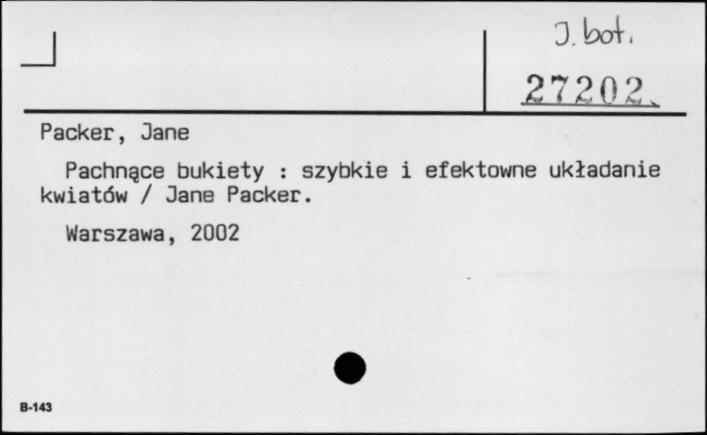 J. bot.
27202
Packer, Jane
Pachnące bukiety : szybkie i efektowne układanie
kwiatów / Jane Packer.
Warszawa, 2002
B-143